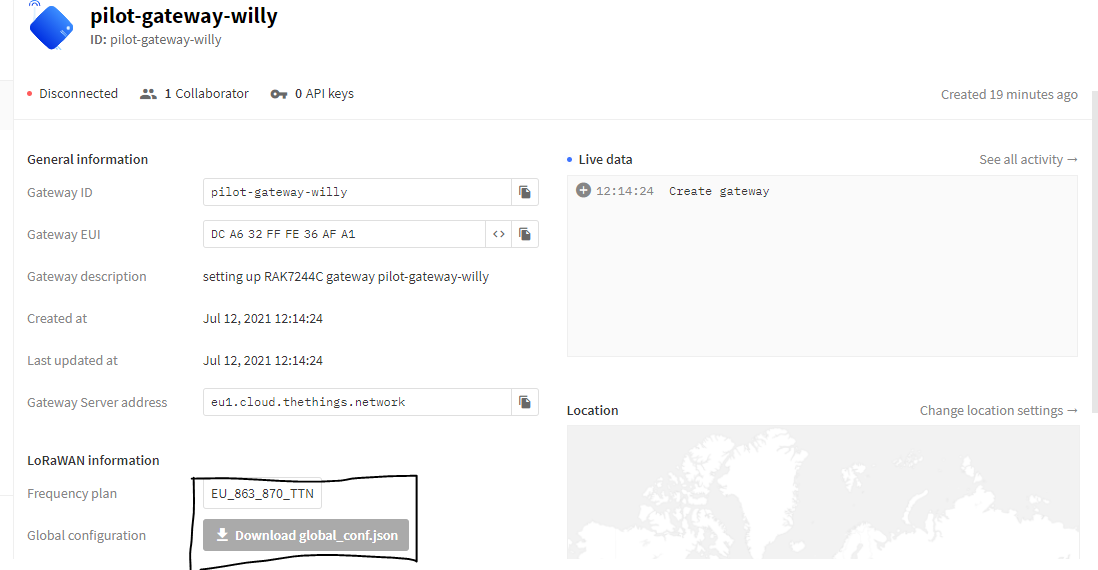 pilot-gateway-willy
ID: pilot-gateway-willy
Disconnected 1 Collaborator 0 API keys Created 19 minutes ago
General information
Gateway ID pilot-gateway-willy
Gateway EUI DC A6 32 FF FE 36 AF A1 <>
Gateway description setting up RAK7244C gateway pilot-gateway-willy
Created at Jul 12, 2021 12:14:24
Last updated at Jul 12, 2021 12:14:24
Gateway Server address eu1.cloud.thethings.network
LoRaWAN information
Frequency plan EU_863_870_TTN
Global configuration Download global_conf.json
Live data See all activity →
12:14:24 Create gateway
Location Change location settings →